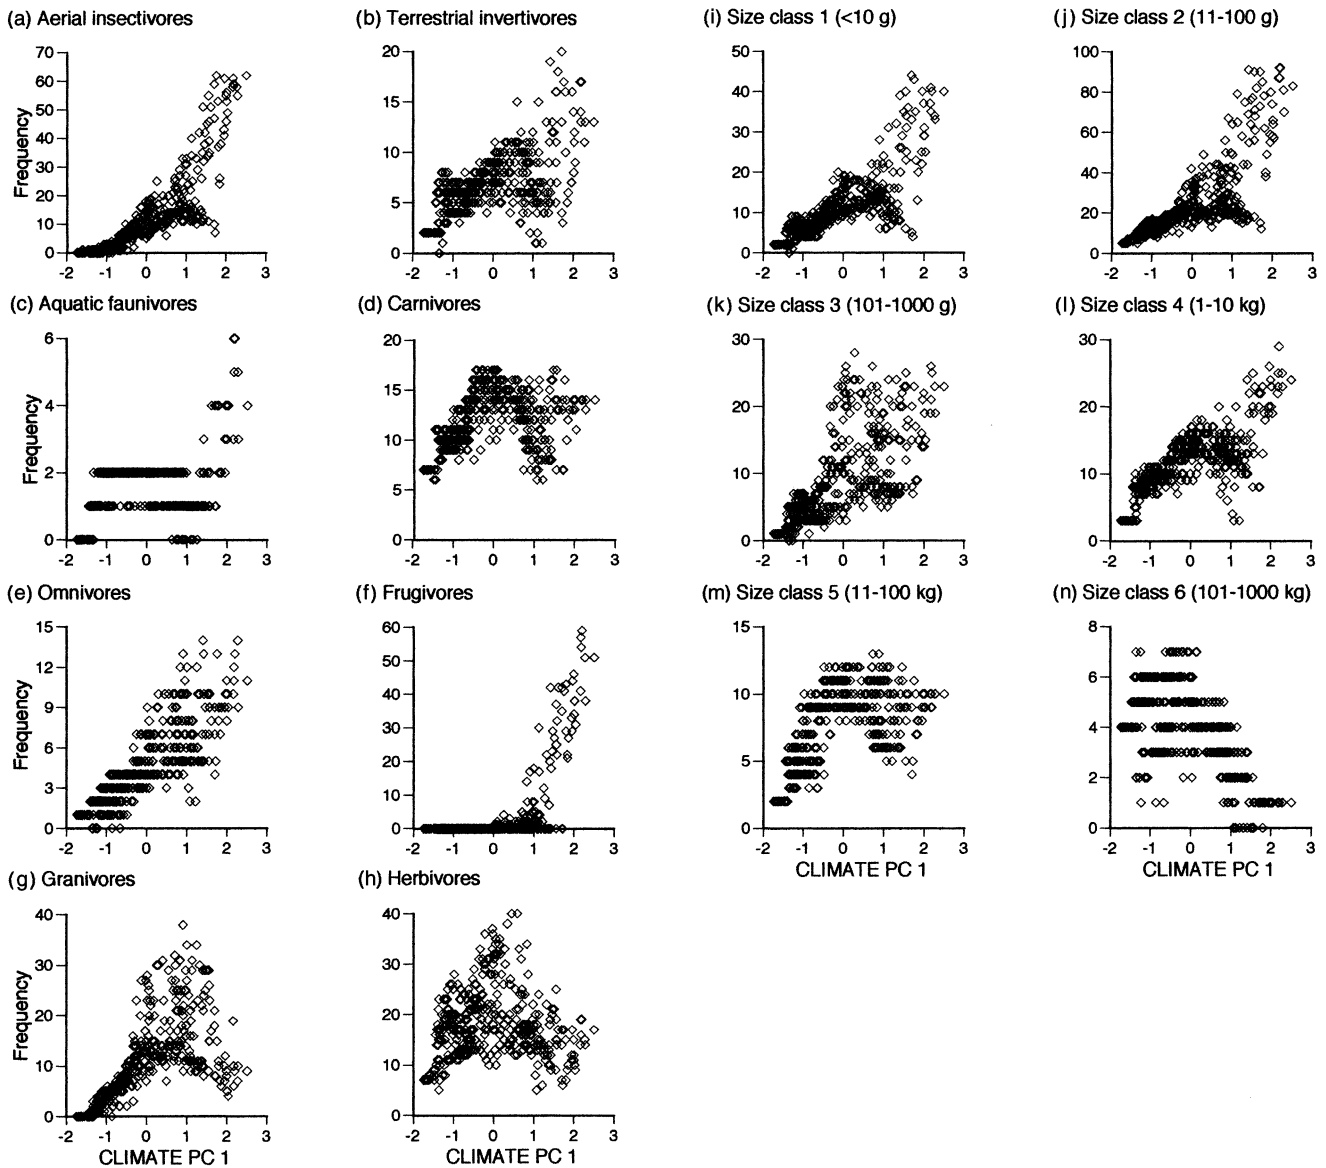 (a) Aerial insectivores
70
60
50
40
30
20
10
0
Frequency
-2 -1 0 1 2 3
(b) Terrestrial invertivores
20
15
10
5
0
-2 -1 0 1 2 3
(i) Size class 1 (<10 g)
50
40
30
20
10
0
-2 -1 0 1 2 3
(j) Size class 2 (11-100 g)
100
80
60
40
20
0
-2 -1 0 1 2 3
(c) Aquatic faunivores
6
4
2
0
Frequency
-2 -1 0 1 2 3
(d) Carnivores
20
15
10
5
0
-2 -1 0 1 2 3
(k) Size class 3 (101-1000 g)
30
20
10
0
-2 -1 0 1 2 3
(l) Size class 4 (1-10 kg)
30
20
10
0
-2 -1 0 1 2 3
(e) Omnivores
15
12
9
6
3
0
Frequency
-2 -1 0 1 2 3
(f) Frugivores
60
50
40
30
20
10
0
-2 -1 0 1 2 3
(m) Size class 5 (11-100 kg)
15
10
5
0
-2 -1 0 1 2 3
CLIMATE PC 1
(n) Size class 6 (101-1000 kg)
8
6
4
2
0
-2 -1 0 1 2 3
CLIMATE PC 1
(g) Granivores
40
30
20
10
0
Frequency
-2 -1 0 1 2 3
CLIMATE PC 1
(h) Herbivores
40
30
20
10
0
-2 -1 0 1 2 3
CLIMATE PC 1